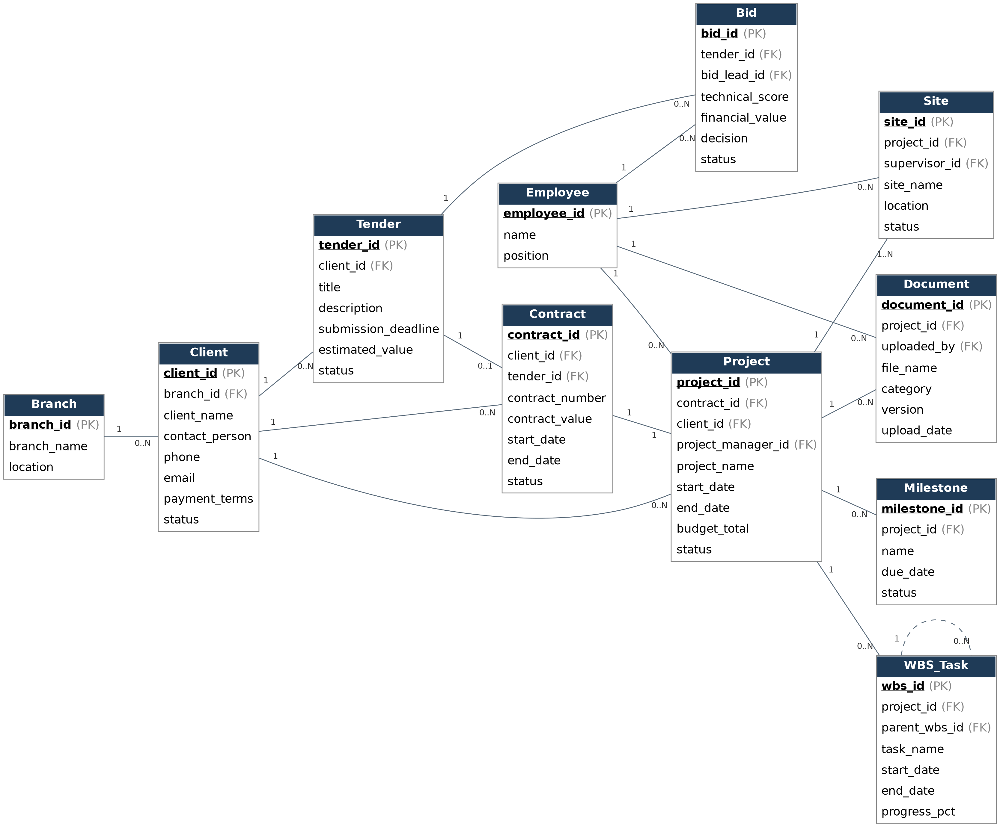 Bid
bid_id (PK)
tender_id (FK)
bid_lead_id (FK)
technical_score
financial_value
decision
status
Site
site_id (PK)
project_id (FK)
supervisor_id (FK)
site_name
location
status
Employee
employee_id (PK)
name
position
Tender
tender_id (PK)
client_id (FK)
title
description
submission_deadline
estimated_value
status
Document
document_id (PK)
project_id (FK)
uploaded_by (FK)
file_name
category
version
upload_date
Contract
contract_id (PK)
client_id (FK)
tender_id (FK)
contract_number
contract_value
start_date
end_date
status
Client
client_id (PK)
branch_id (FK)
client_name
contact_person
phone
email
payment_terms
status
Project
project_id (PK)
contract_id (FK)
client_id (FK)
project_manager_id (FK)
project_name
start_date
end_date
budget_total
status
Branch
branch_id (PK)
branch_name
location
Milestone
milestone_id (PK)
project_id (FK)
name
due_date
status
WBS_Task
wbs_id (PK)
project_id (FK)
parent_wbs_id (FK)
task_name
start_date
end_date
progress_pct
1
0..N
1
0..N
1
0..N
1
0..N
1
0..N
1
0..N
1
0..N
1
0..1
1
0..N
1
1
1
1..N
1
0..N
1
0..N
1
0..N
1
0..N